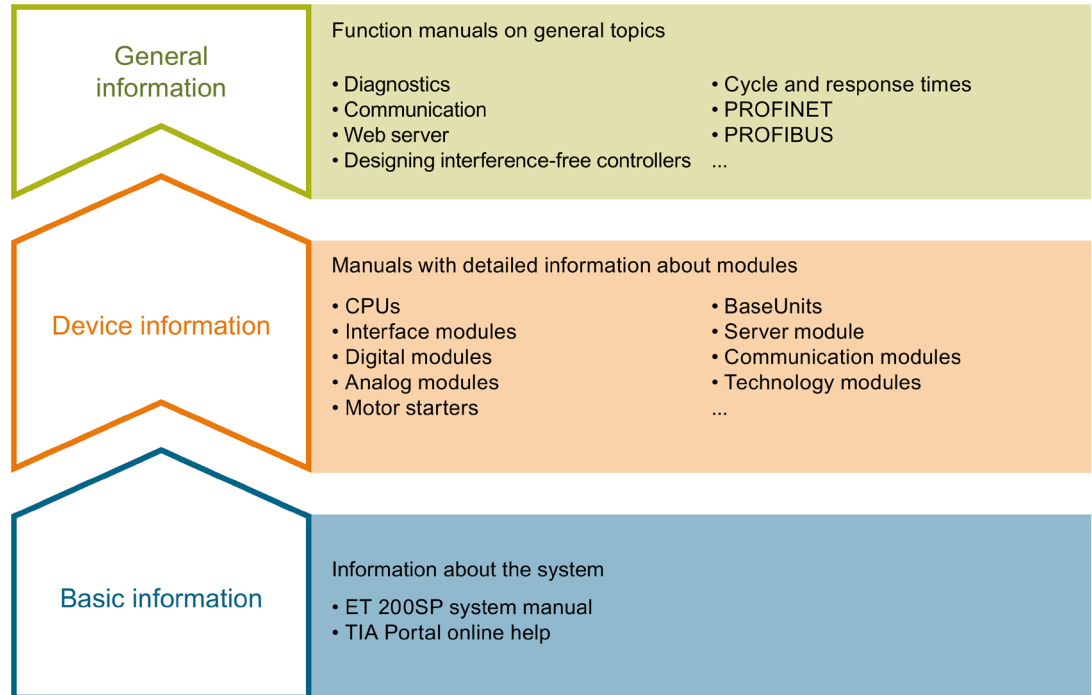 General
information
Function manuals on general topics
• Diagnostics
• Communication
• Web server
• Designing interference-free controllers
• Cycle and response times
• PROFINET
• PROFIBUS
...
Device information
Manuals with detailed information about modules
• CPUs
• Interface modules
• Digital modules
• Analog modules
• Motor starters
• BaseUnits
• Server module
• Communication modules
• Technology modules
...
Basic information
Information about the system
• ET 200SP system manual
• TIA Portal online help